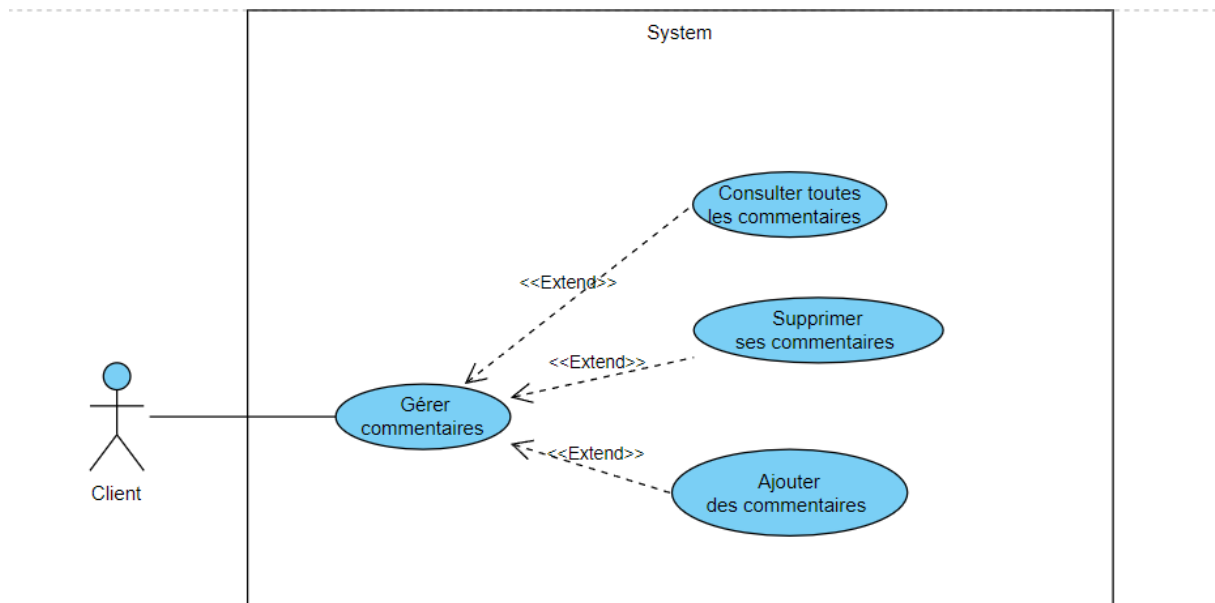 System
Consulter toutes
les commentaires
<<Extend>>
Supprimer
ses commentaires
<<Extend>>
Gérer
commentaires
<<Extend>>
Ajouter
des commentaires
Client